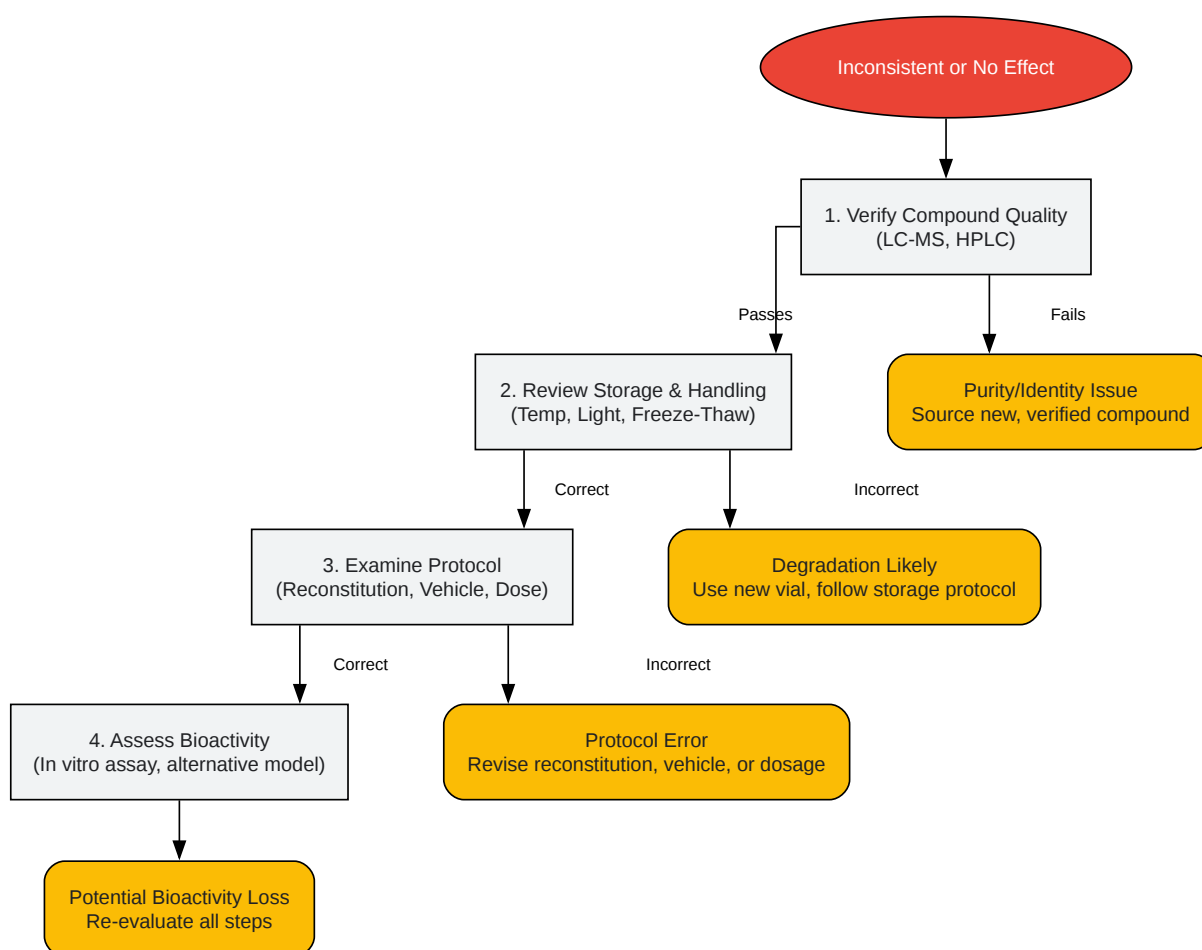 Inconsistent or No Effect
1. Verify Compound Quality
(LC-MS, HPLC)
Passes
Fails
2. Review Storage & Handling
(Temp, Light, Freeze-Thaw)
Purity/Identity Issue
Source new, verified compound
Correct
Incorrect
3. Examine Protocol
(Reconstitution, Vehicle, Dose)
Degradation Likely
Use new vial, follow storage protocol
Correct
Incorrect
4. Assess Bioactivity
(In vitro assay, alternative model)
Protocol Error
Revise reconstitution, vehicle, or dosage
Potential Bioactivity Loss
Re-evaluate all steps